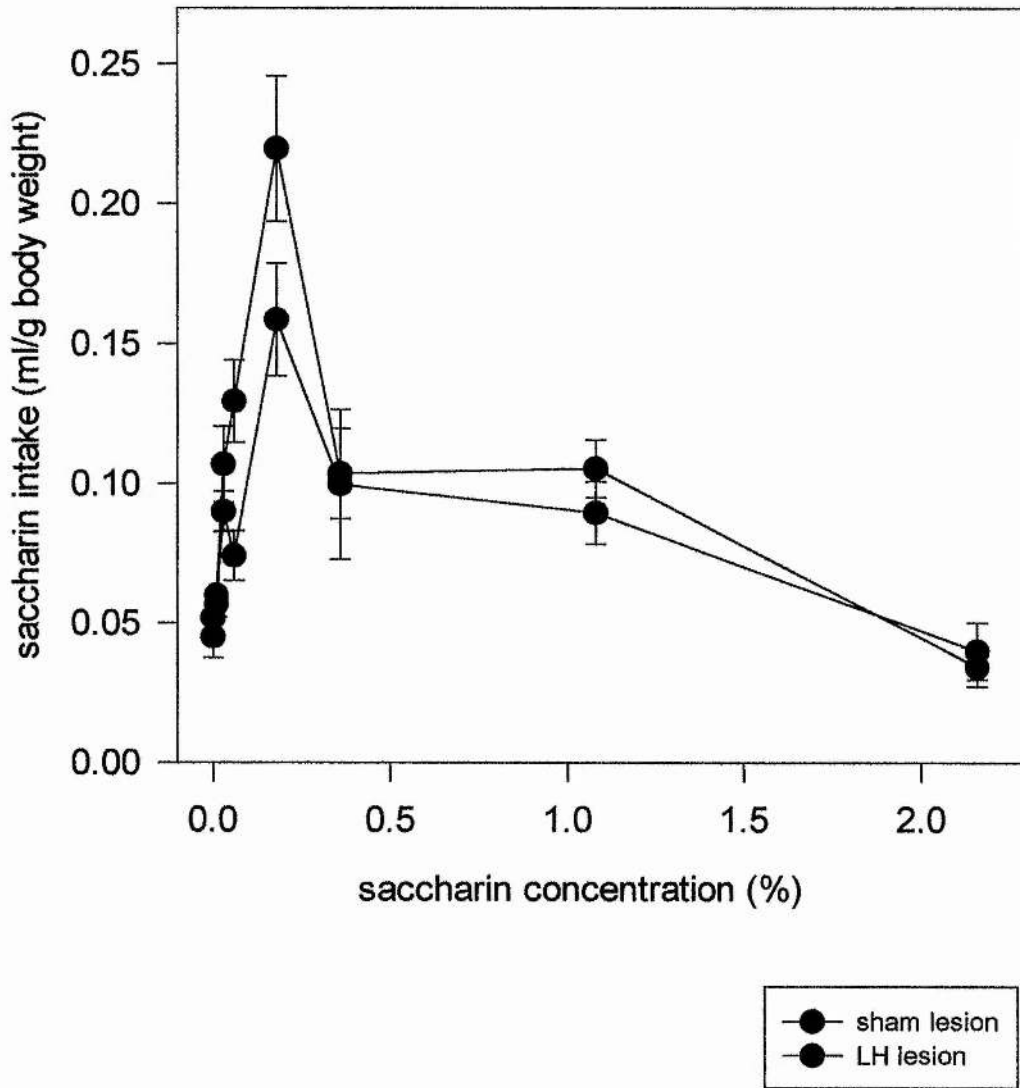 saccharin intake (ml/g body weight)
0.25
0.20
0.15
0.10
0.05
0.00
0.0 0.5 1.0 1.5 2.0
saccharin concentration (%)
sham lesion
LH lesion